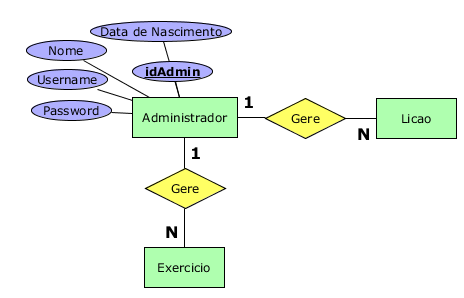 Data de Nascimento
Nome
idAdmin
Username
Password
Administrador
1
Gere
N
Licao
1
Gere
N
Exercicio